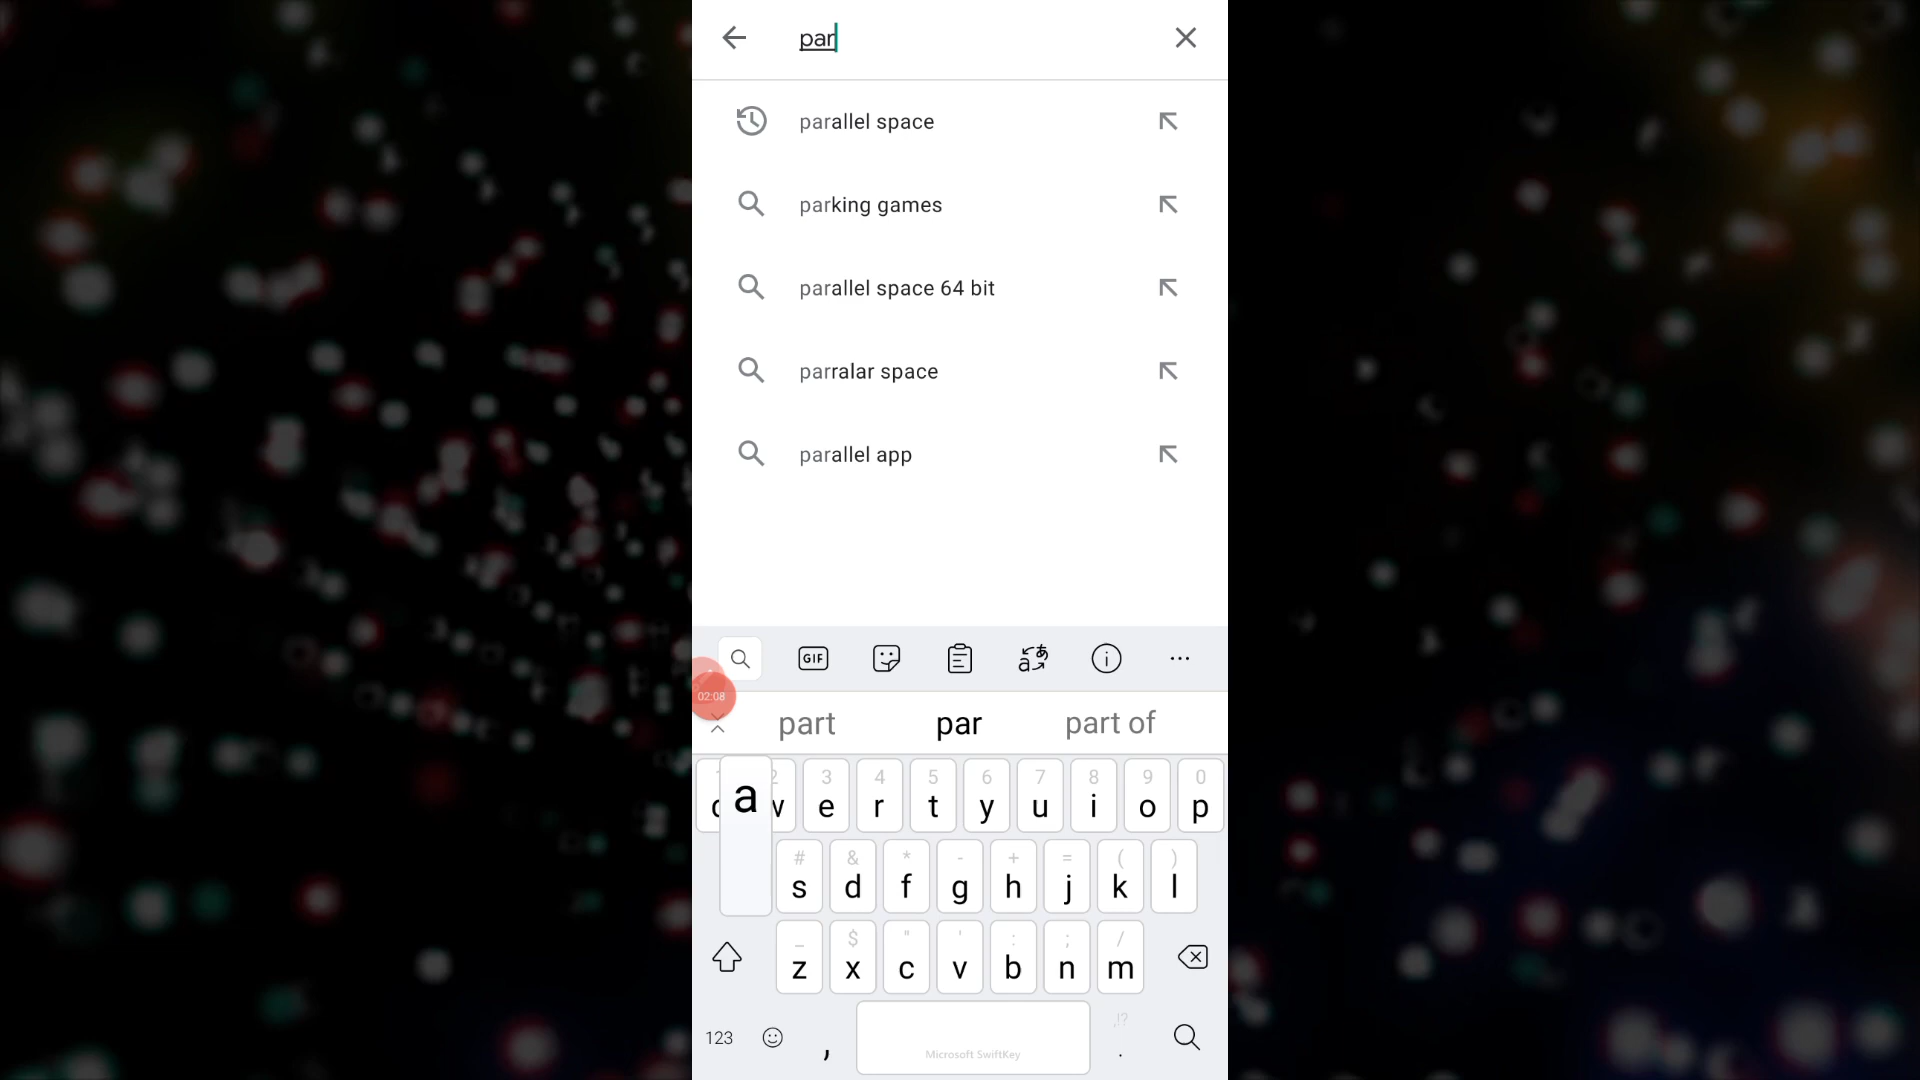 par
parallel space
parking games
parallel space 64 bit
parralar space
parallel app
GIF
02:08
part par part of
2 3 4 5 6 7 8 9 0
a e r t y u i o p
# & * - + = ( )
s d f g h j k l
_ $ " ' : ; /
z x c v b n m
,!?
123 , Microsoft SwiftKey .